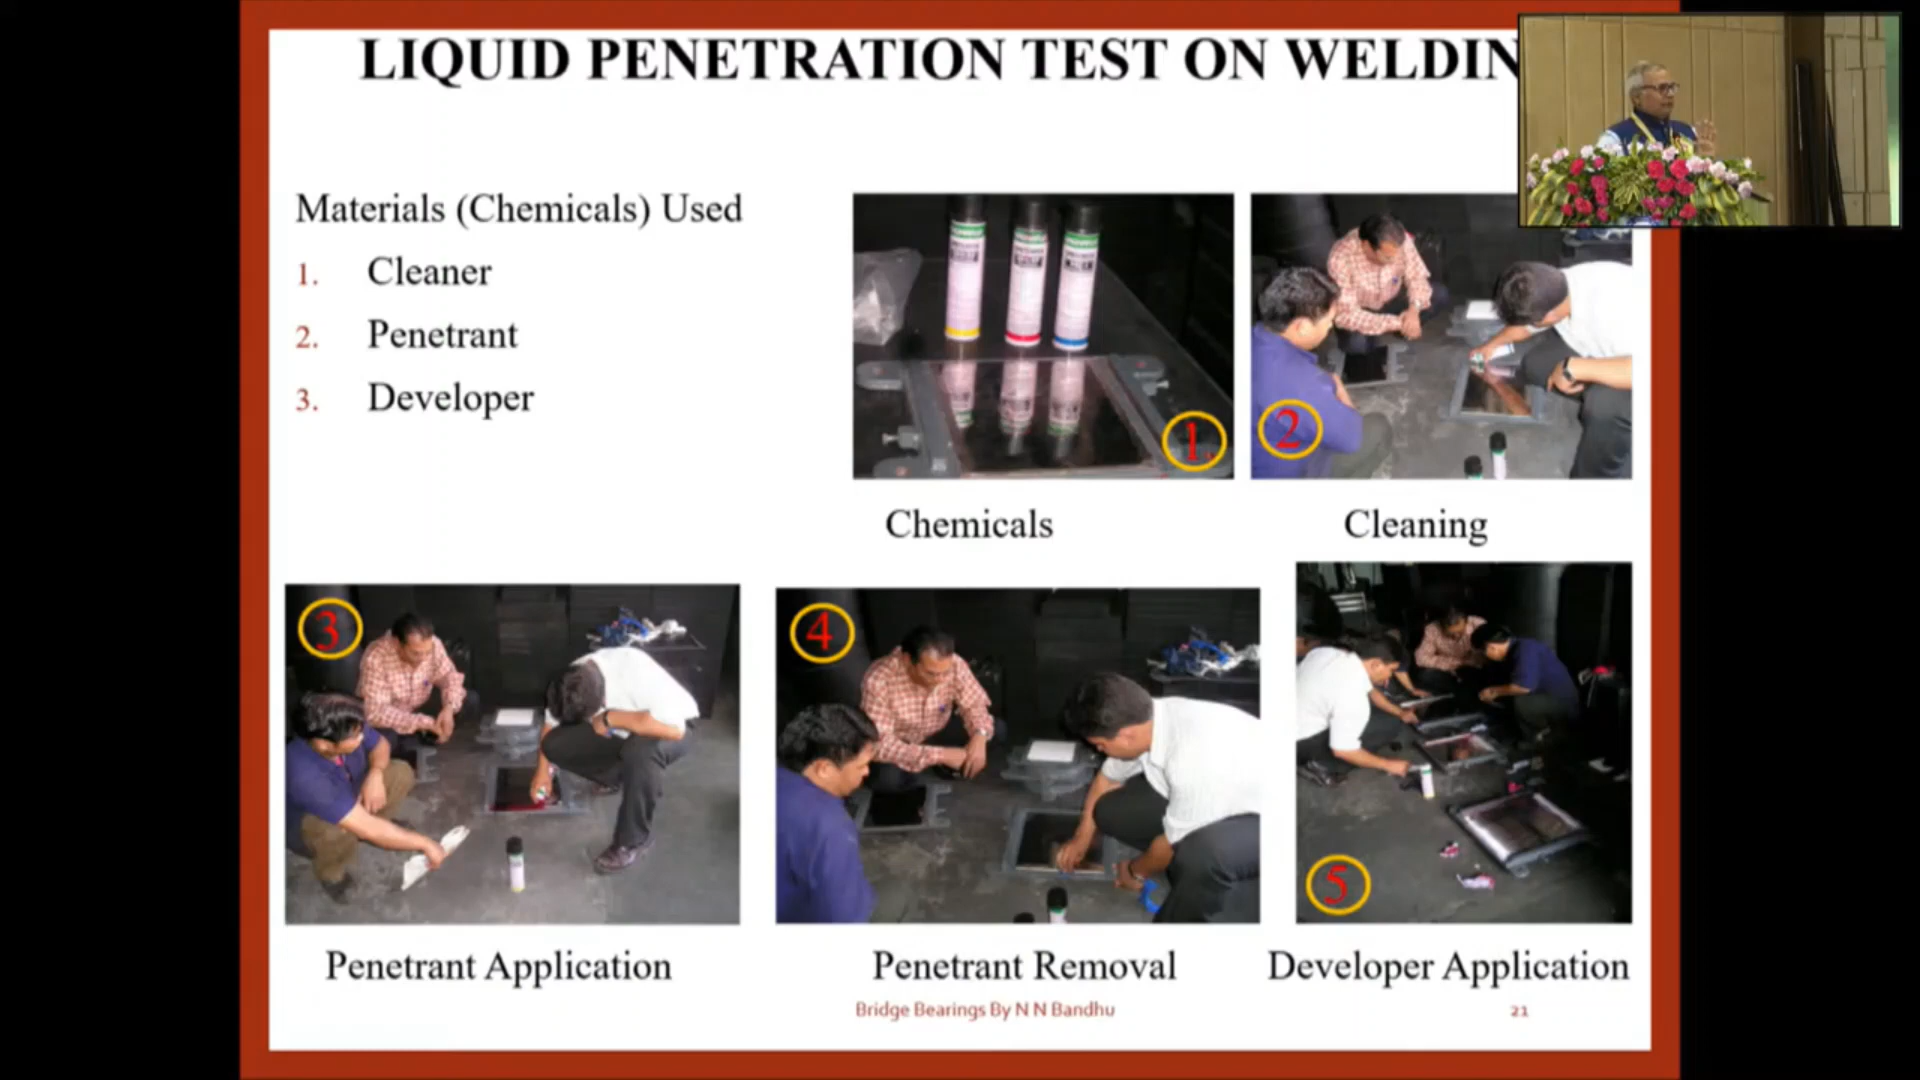 LIQUID PENETRATION TEST ON WELDIN
Materials (Chemicals) Used
1. Cleaner
2. Penetrant
3. Developer
1.
2
Chemicals
Cleaning
3
4
5
Penetrant Application
Penetrant Removal
Developer Application
Bridge Bearings By N N Bandhu
21